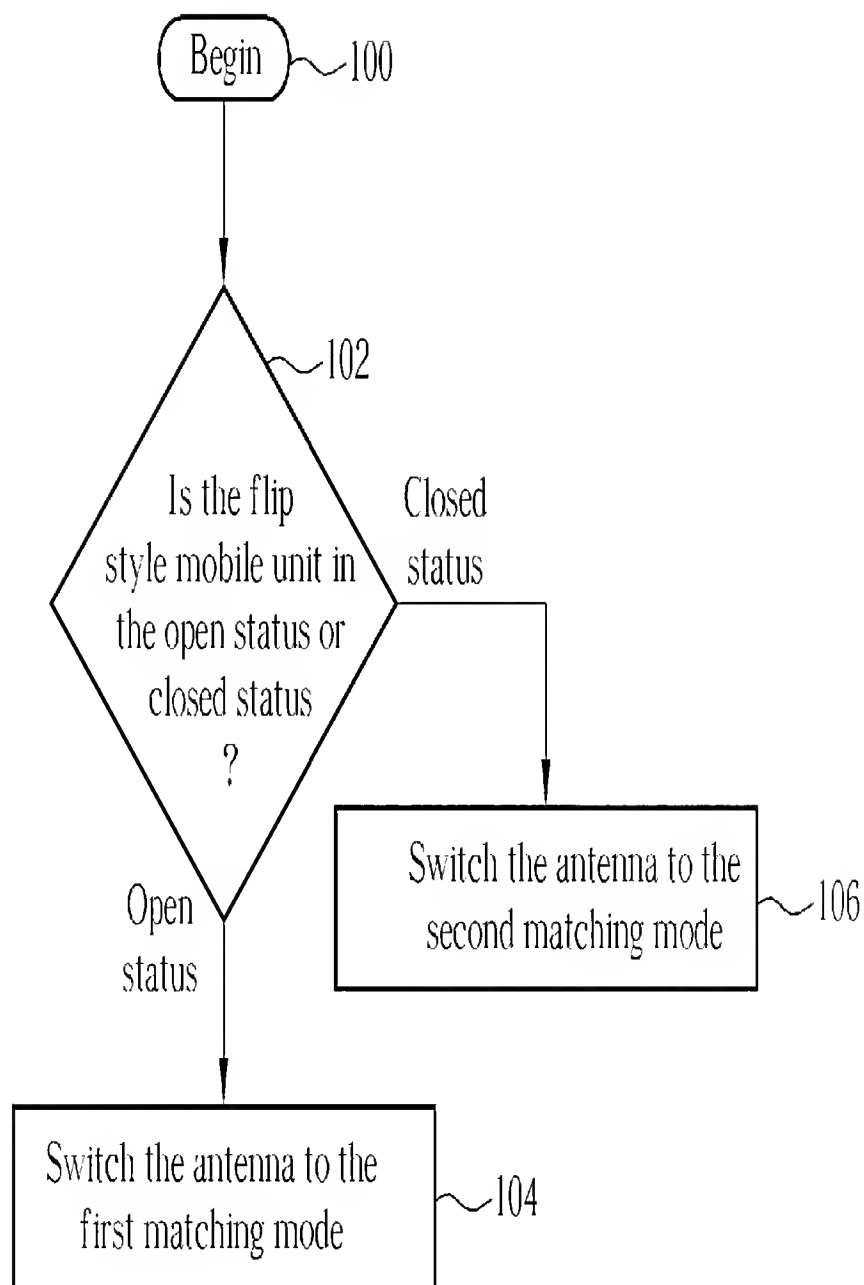 Begin
100
102
Is the flip
style mobile unit in
the open status or
closed status
?
Closed
status
Switch the antenna to the
second matching mode
106
Open
status
Switch the antenna to the
first matching mode
104